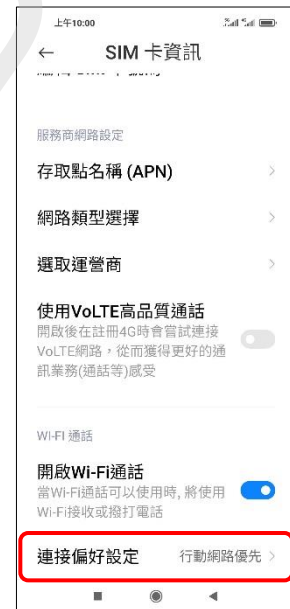 上午10:00
← SIM 卡資訊
服務商網路設定
存取點名稱 (APN)
網路類型選擇
選取運營商
使用VoLTE高品質通話
開啟後在註冊4G時會嘗試連接
VoLTE網路，從而獲得更好的通
訊業務(通話等)感受
WI-FI 通話
開啟Wi-Fi通話
當Wi-Fi通話可以使用時, 將使用
Wi-Fi接收或撥打電話
連接偏好設定 行動網路優先